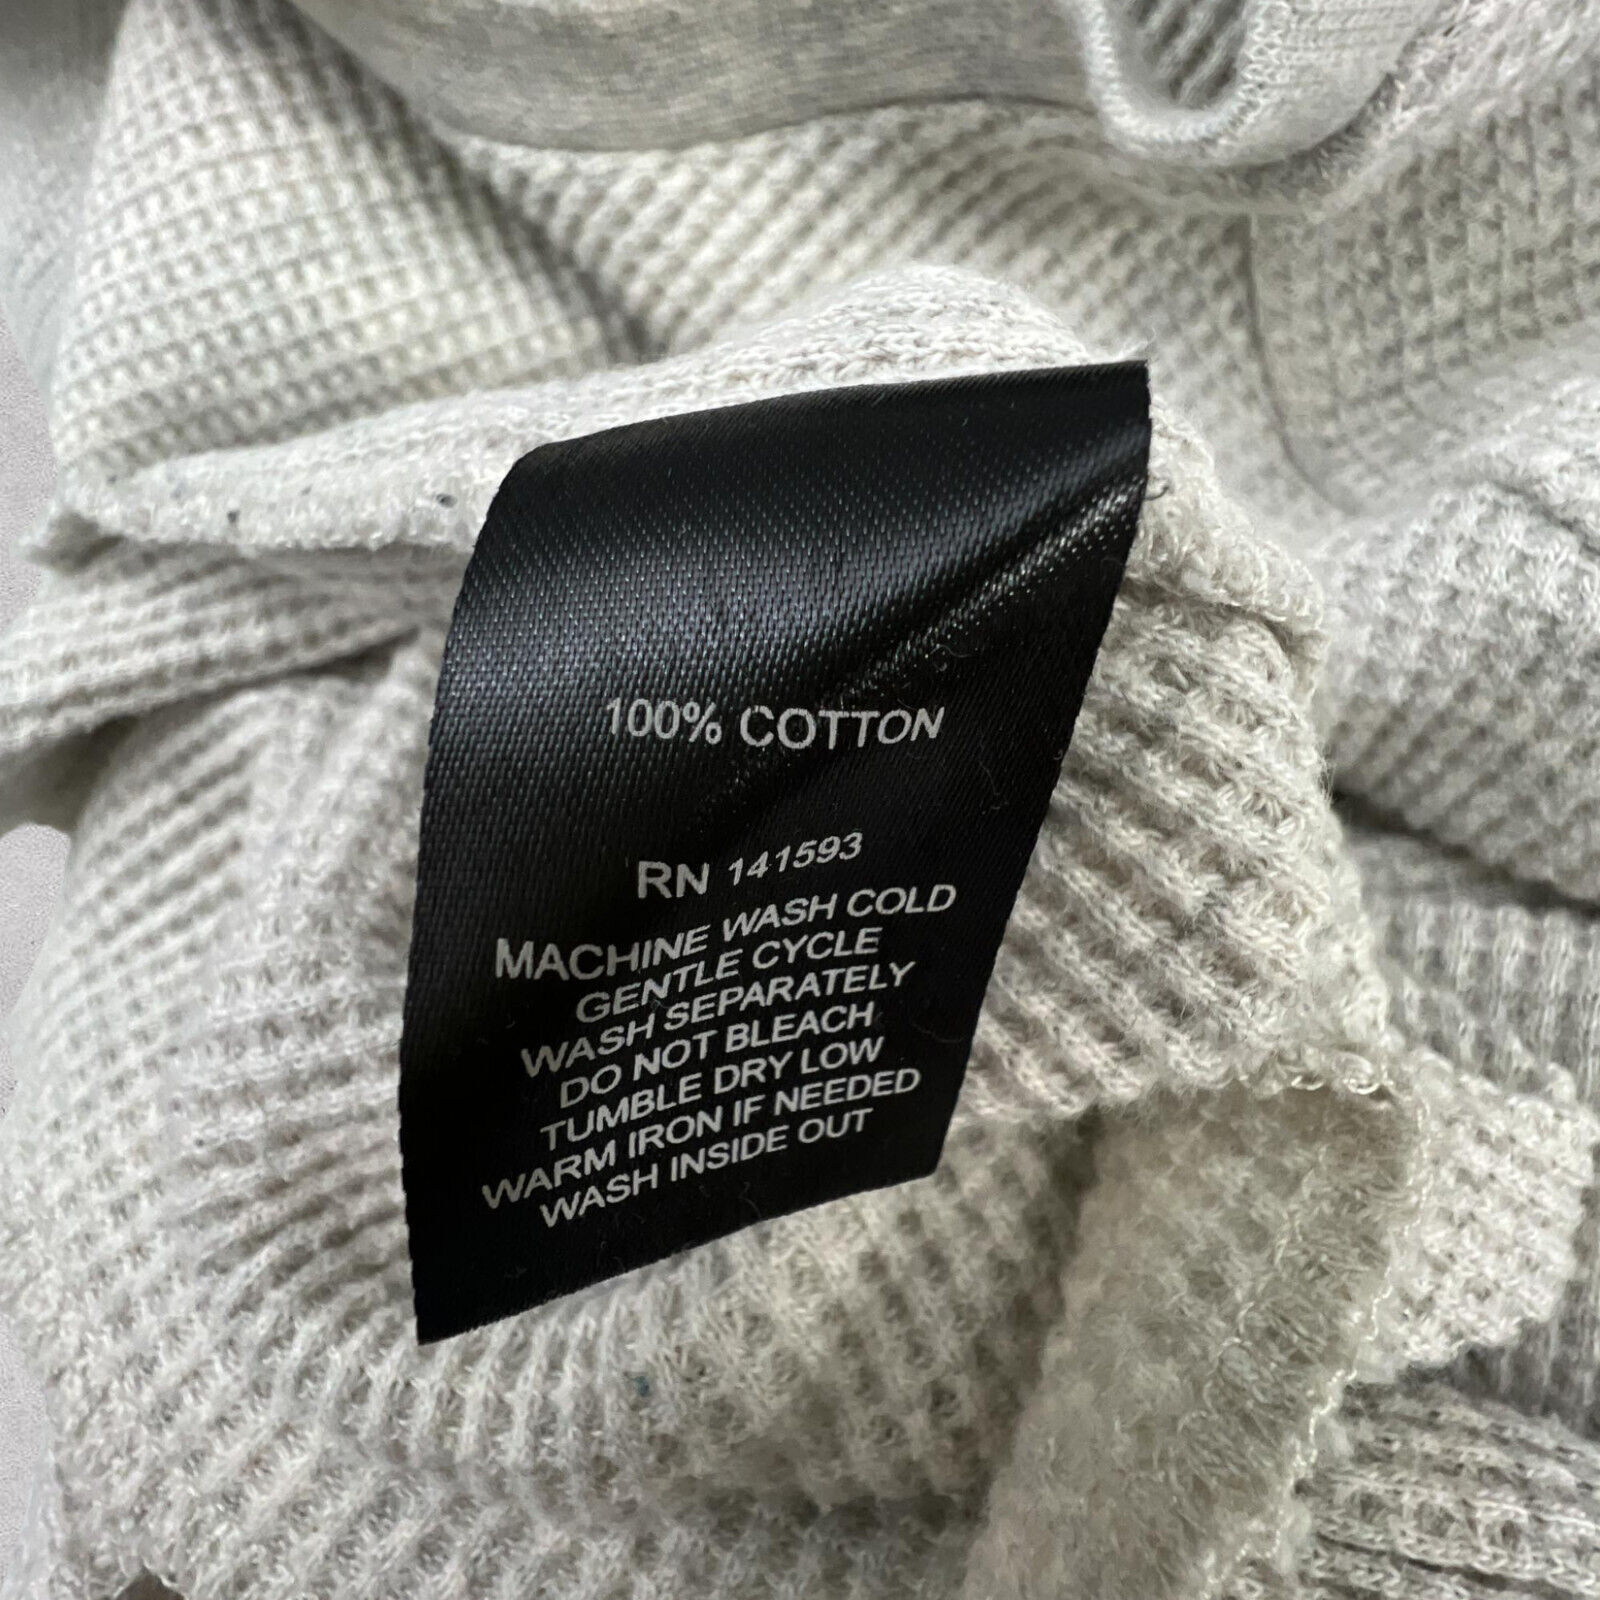 100% COTTON
RN 141593
MACHINE WASH COLD
GENTLE CYCLE
WASH SEPARATELY
DO NOT BLEACH
TUMBLE DRY LOW
WARM IRON IF NEEDED
WASH INSIDE OUT